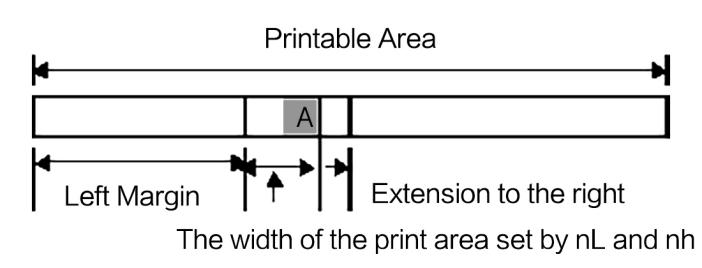 Printable Area
A
Left Margin
Extension to the right
The width of the print area set by nL and nh